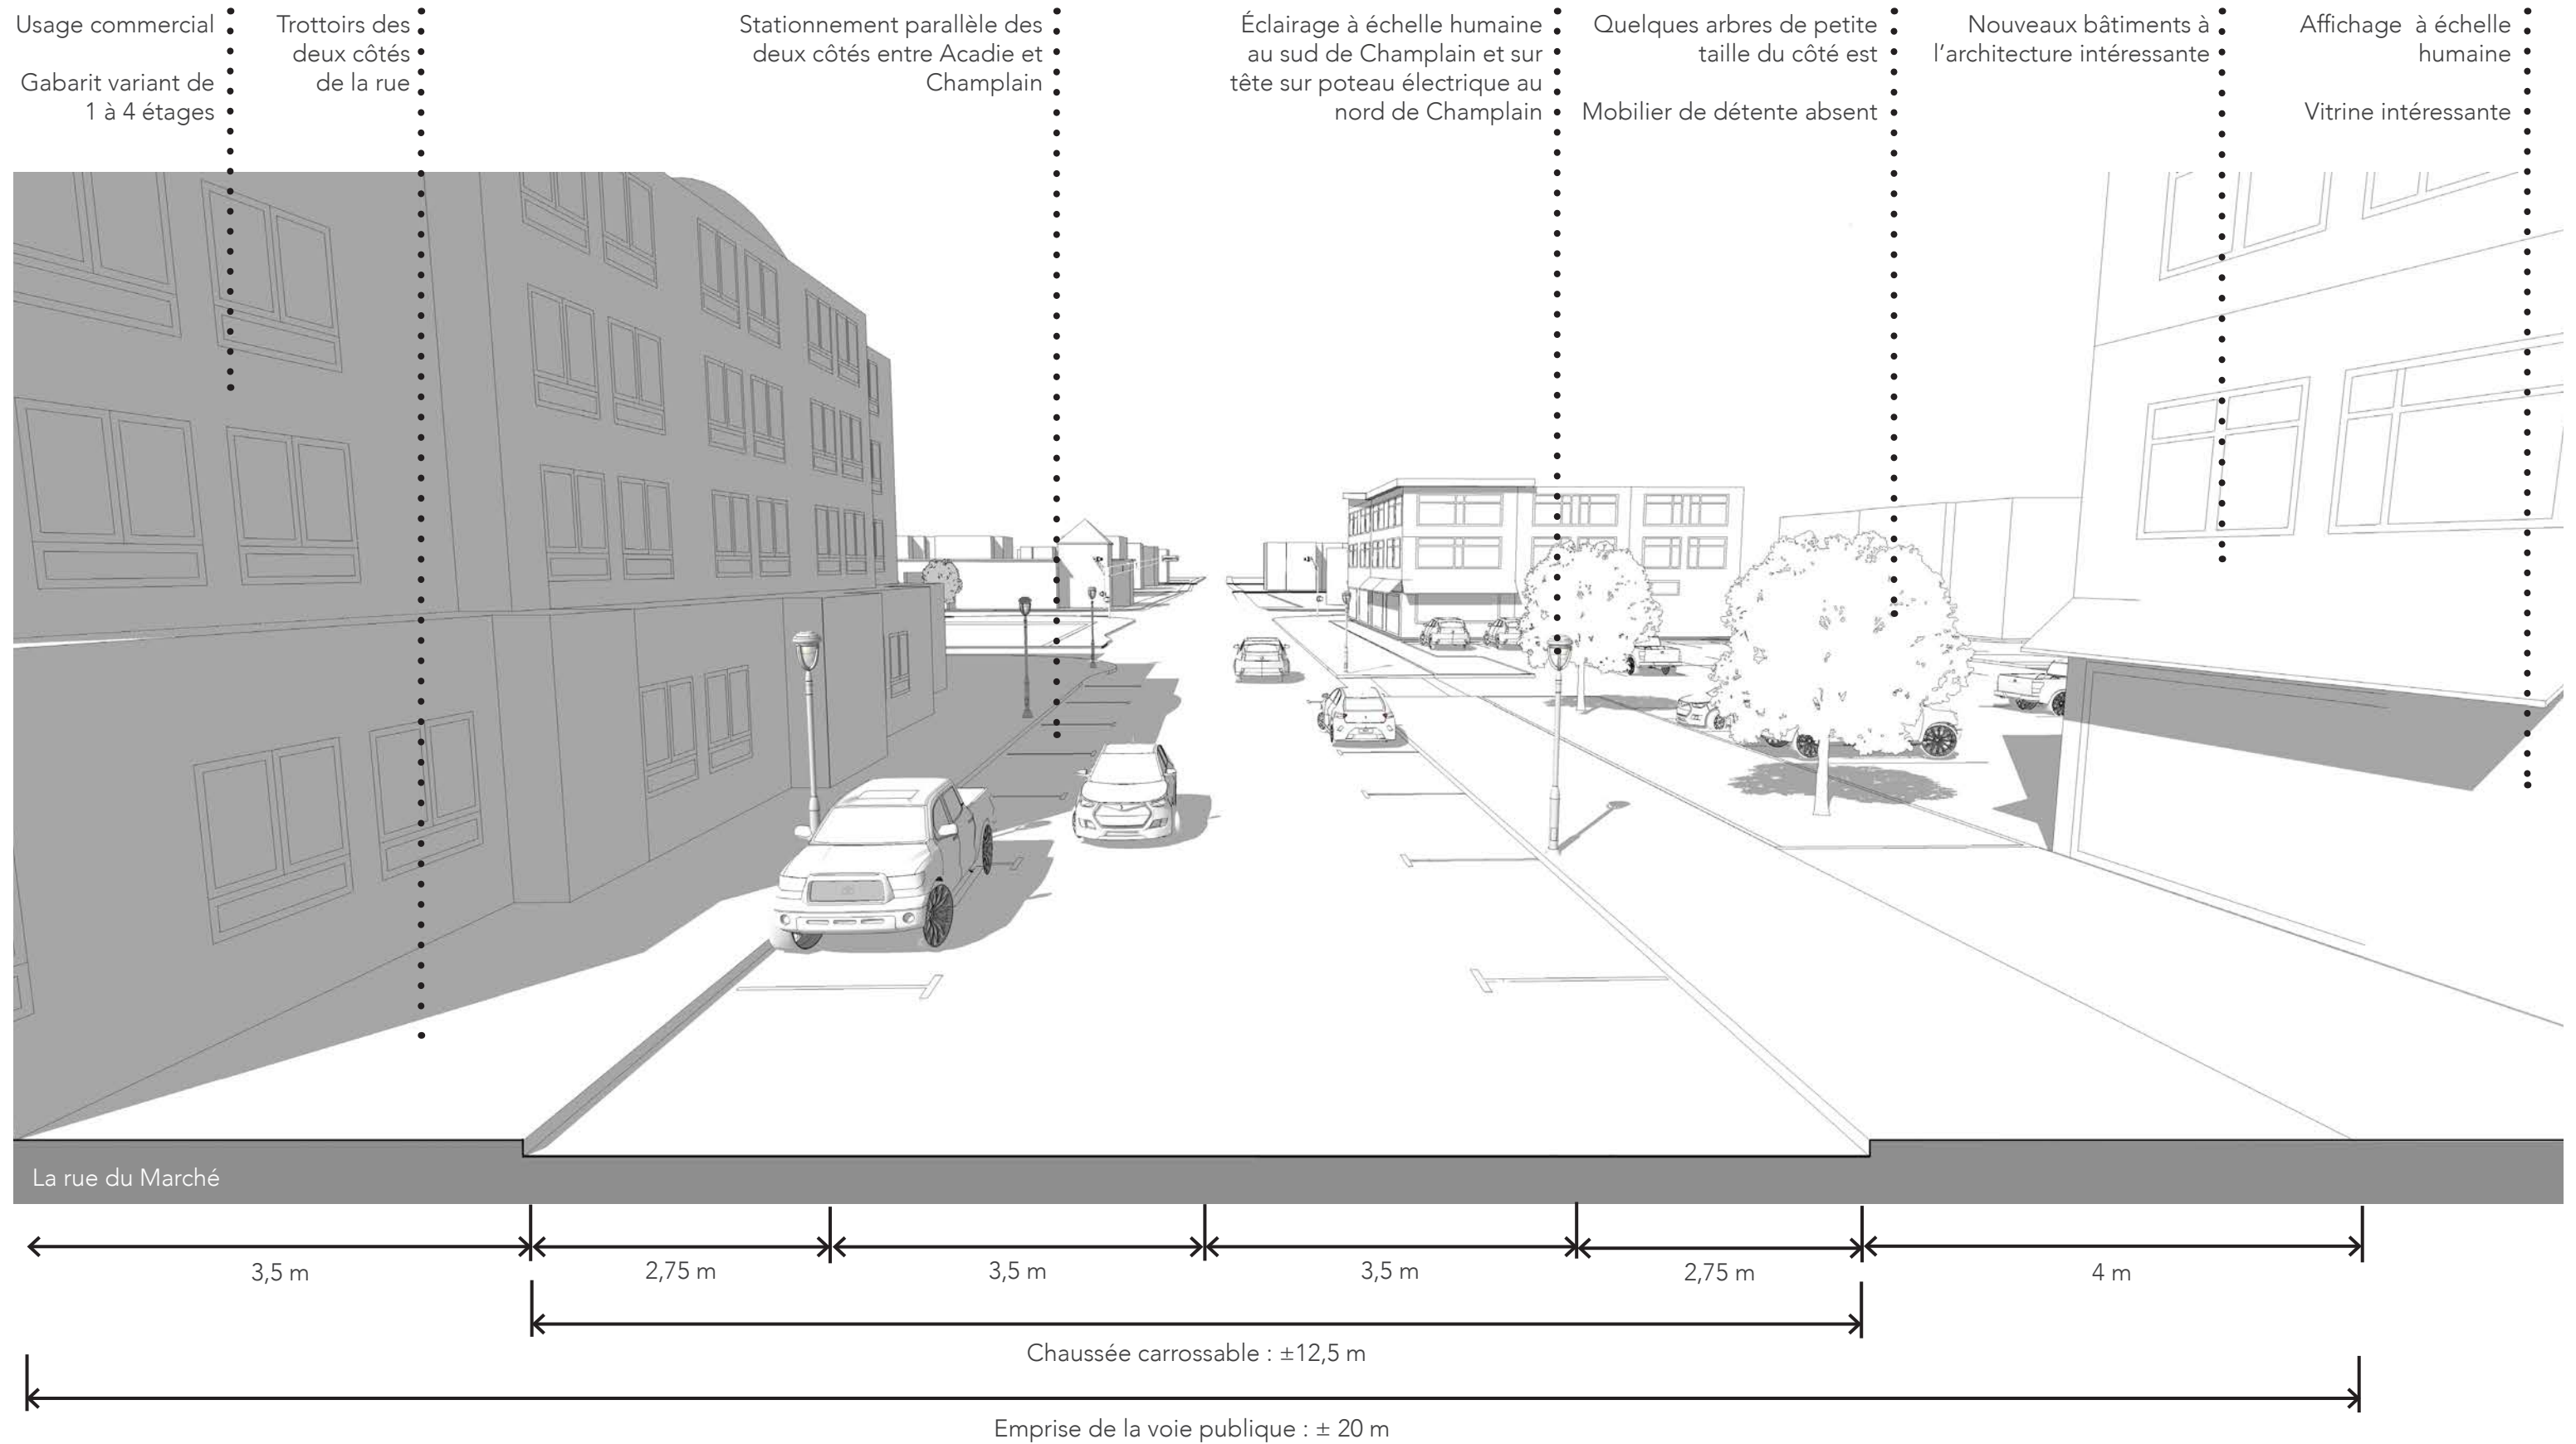 Usage commercial
Gabarit variant de
1 à 4 étages
Trottoirs des
deux côtés
de la rue
Stationnement parallèle des
deux côtés entre Acadie et
Champlain
Éclairage à échelle humaine
au sud de Champlain et sur
tête sur poteau électrique au
nord de Champlain
Quelques arbres de petite
taille du côté est
Mobilier de détente absent
Nouveaux bâtiments à
l'architecture intéressante
Affichage à échelle
humaine
Vitrine intéressante
La rue du Marché
3,5 m
2,75 m
3,5 m
3,5 m
2,75 m
4 m
Chaussée carrossable : ±12,5 m
Emprise de la voie publique : ± 20 m